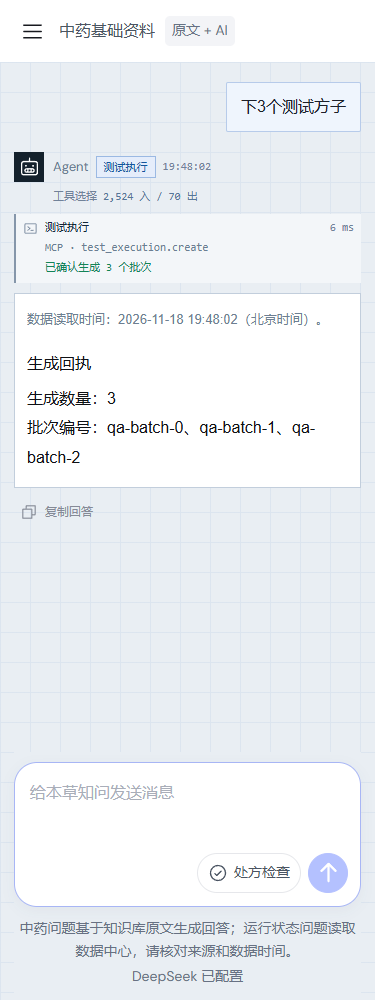 中药基础资料 原文 + AI
下3个测试方子
Agent 测试执行 19:48:02
工具选择 2,524 入 / 70 出
测试执行 6 ms
MCP · test_execution.create
已确认生成 3 个批次
数据读取时间：2026-11-18 19:48:02（北京时间）。
生成回执
生成数量：3
批次编号：qa-batch-0、qa-batch-1、qa-
batch-2
复制回答
给本草知问发送消息
处方检查
中药问题基于知识库原文生成回答；运行状态问题读取
数据中心，请核对来源和数据时间。
DeepSeek 已配置